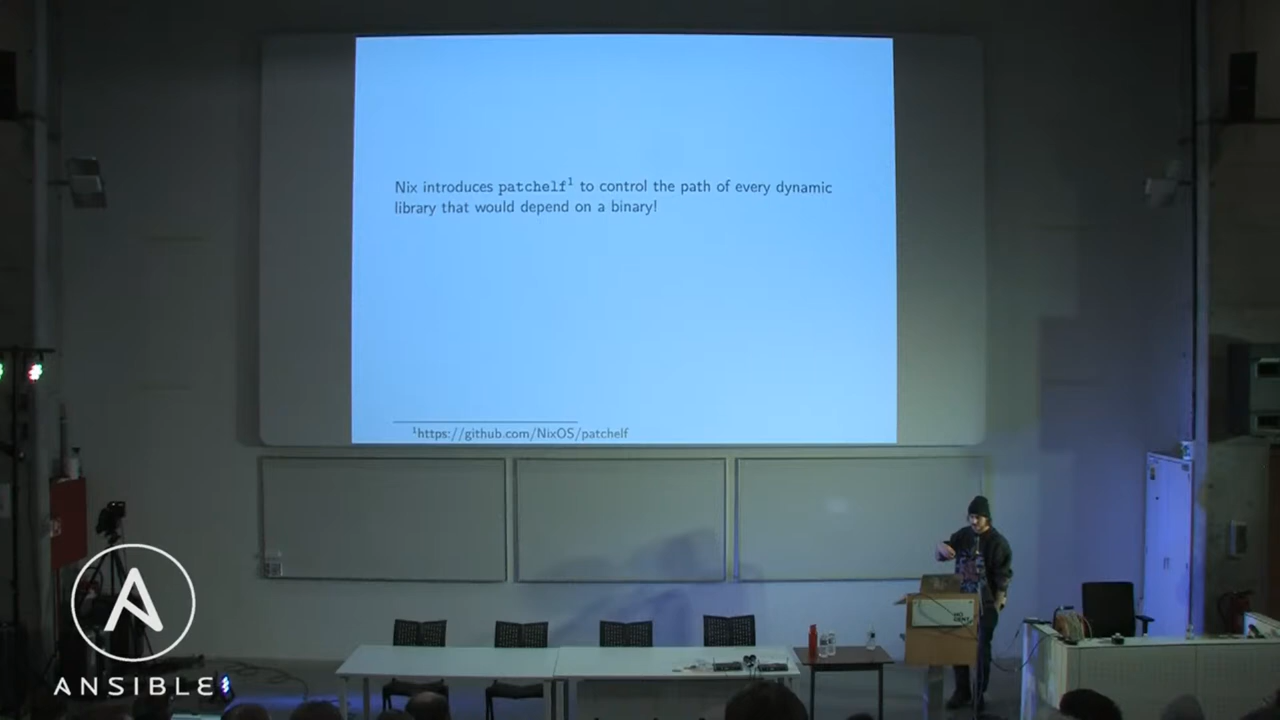 Nix introduces patchelf¹ to control the path of every dynamic
library that would depend on a binary!
¹https://github.com/NixOS/patchelf
ANSIBLE